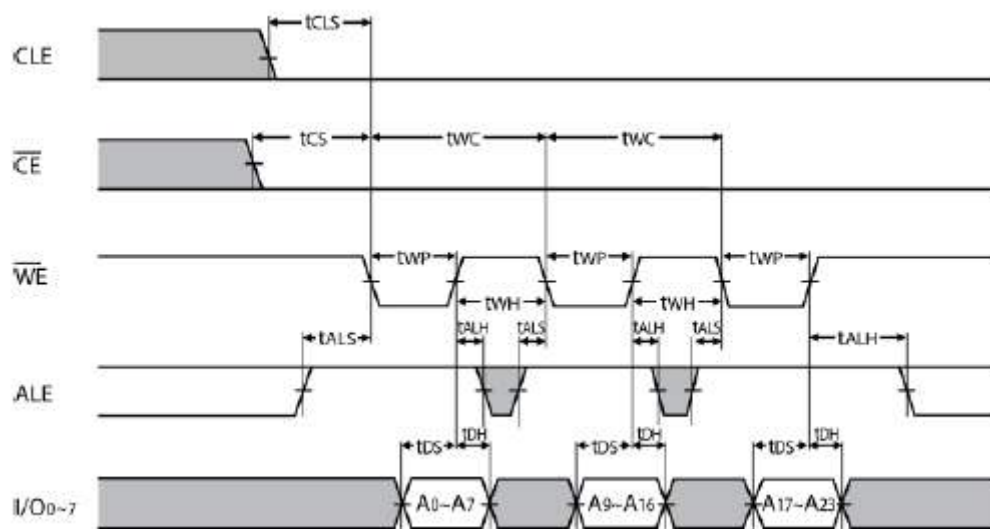 tCLS
CLE
tCS tWC tWC
CE
tWP tWP tWP
WE
tWH tWH
tALS tALH tALS tALH tALS tALH
ALE
tDS tDH tDS tDH tDS tDH
I/O0~7 A0~A7 A9~A16 A17~A23